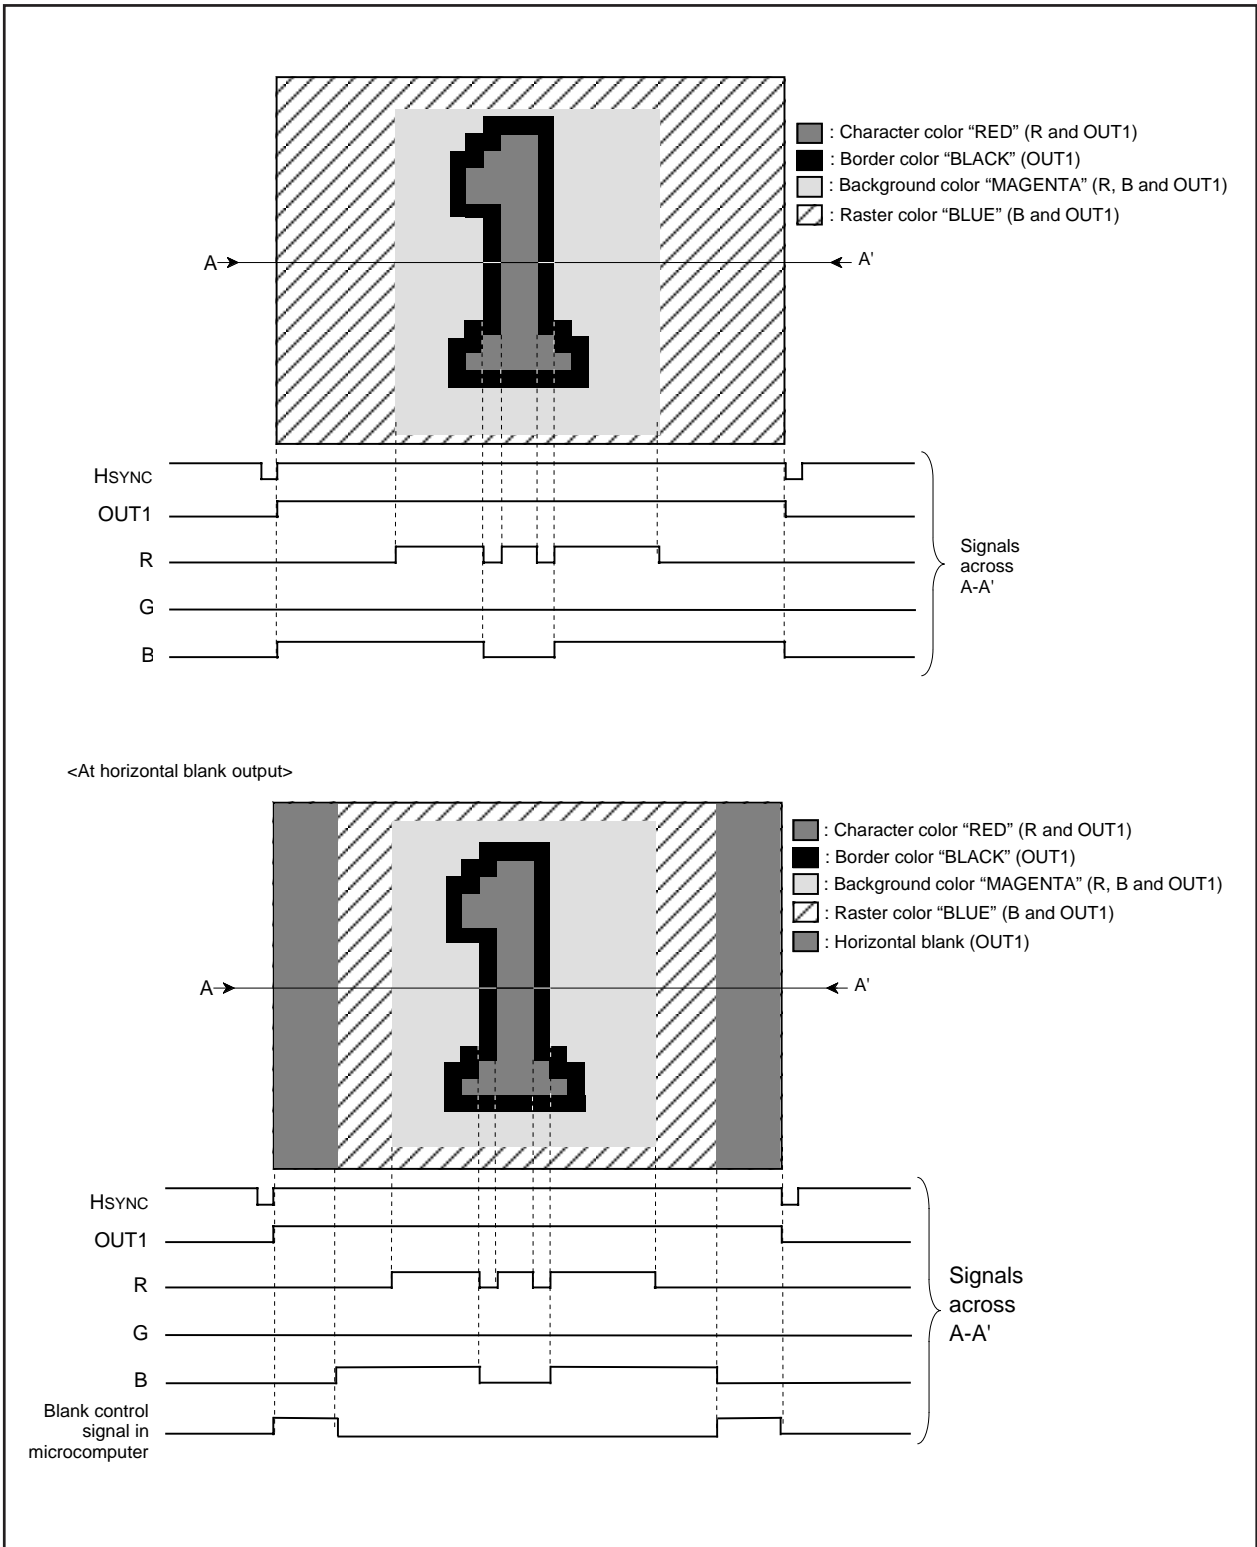 : Character color “RED” (R and OUT1)
: Border color “BLACK” (OUT1)
: Background color “MAGENTA” (R, B and OUT1)
: Raster color “BLUE” (B and OUT1)
A
A'
HSYNC
OUT1
R
G
B
Signals
across
A-A'
<At horizontal blank output>
: Character color “RED” (R and OUT1)
: Border color “BLACK” (OUT1)
: Background color “MAGENTA” (R, B and OUT1)
: Raster color “BLUE” (B and OUT1)
: Horizontal blank (OUT1)
A
A'
HSYNC
OUT1
R
G
B
Blank control
signal in
microcomputer
Signals
across
A-A'